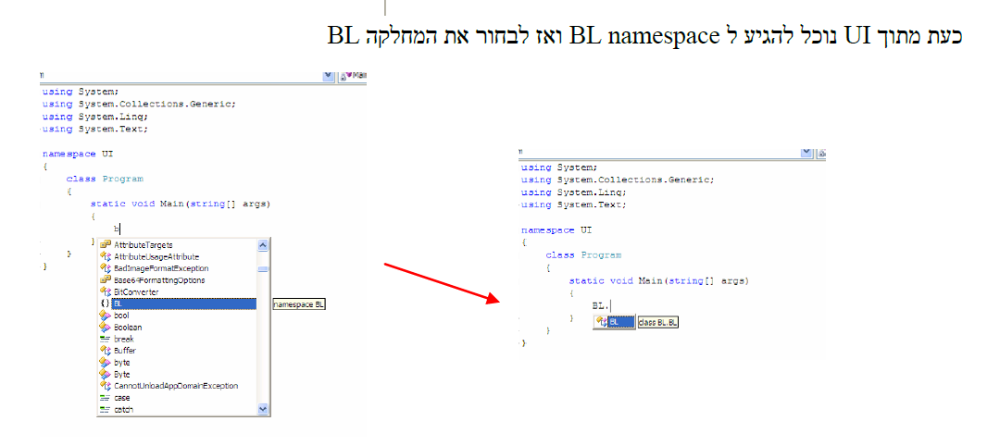 כעת מתוך UI נוכל להגיע ל BL namespace ואז לבחור את המחלקה BL
using System;
using System.Collections.Generic;
using System.Linq;
using System.Text;
namespace UI
{
class Program
{
static void Main(string[] args)
{
b
}
}
}
AttributeTargets
AttributeUsageAttribute
BadImageFormatException
Base64FormattingOptions
BitConverter
{} BL
namespace BL
bool
Boolean
break
Buffer
byte
Byte
CannotUnloadAppDomainException
case
catch
using System;
using System.Collections.Generic;
using System.Linq;
using System.Text;
namespace UI
{
class Program
{
static void Main(string[] args)
{
BL.
BL
class BL.BL
}
}
}